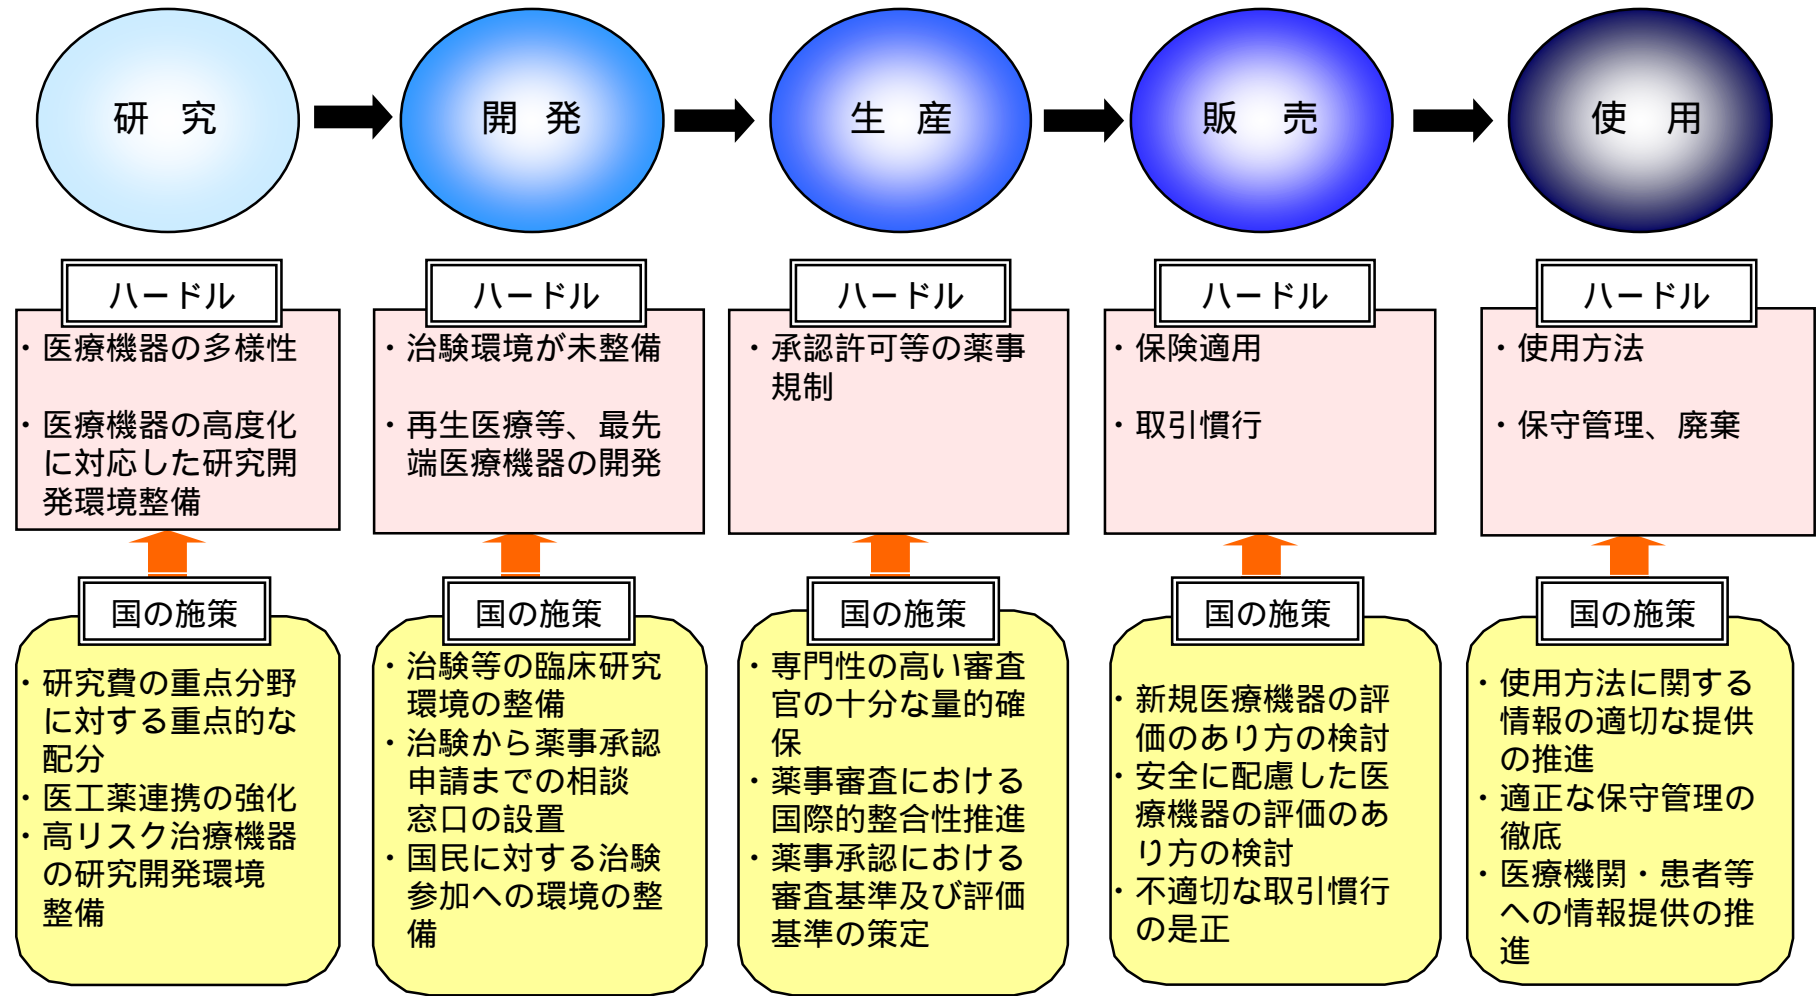 研 究
開 発
生 産
販 売
使 用
ハードル
・医療機器の多様性
・医療機器の高度化
に対応した研究開
発環境整備
ハードル
・治験環境が未整備
・再生医療等、最先
端医療機器の開発
ハードル
・承認許可等の薬事
規制
ハードル
・保険適用
・取引慣行
ハードル
・使用方法
・保守管理、廃棄
国の施策
・研究費の重点分野
に対する重点的な
配分
・医工薬連携の強化
・高リスク治療機器
の研究開発環境
整備
国の施策
・治験等の臨床研究
環境の整備
・治験から薬事承認
申請までの相談
窓口の設置
・国民に対する治験
参加への環境の整
備
国の施策
・専門性の高い審査
官の十分な量的確
保
・薬事審査における
国際的整合性推進
・薬事承認における
審査基準及び評価
基準の策定
国の施策
・新規医療機器の評
価のあり方の検討
・安全に配慮した医
療機器の評価のあ
り方の検討
・不適切な取引慣行
の是正
国の施策
・使用方法に関する
情報の適切な提供
の推進
・適正な保守管理の
徹底
・医療機関・患者等
への情報提供の推
進